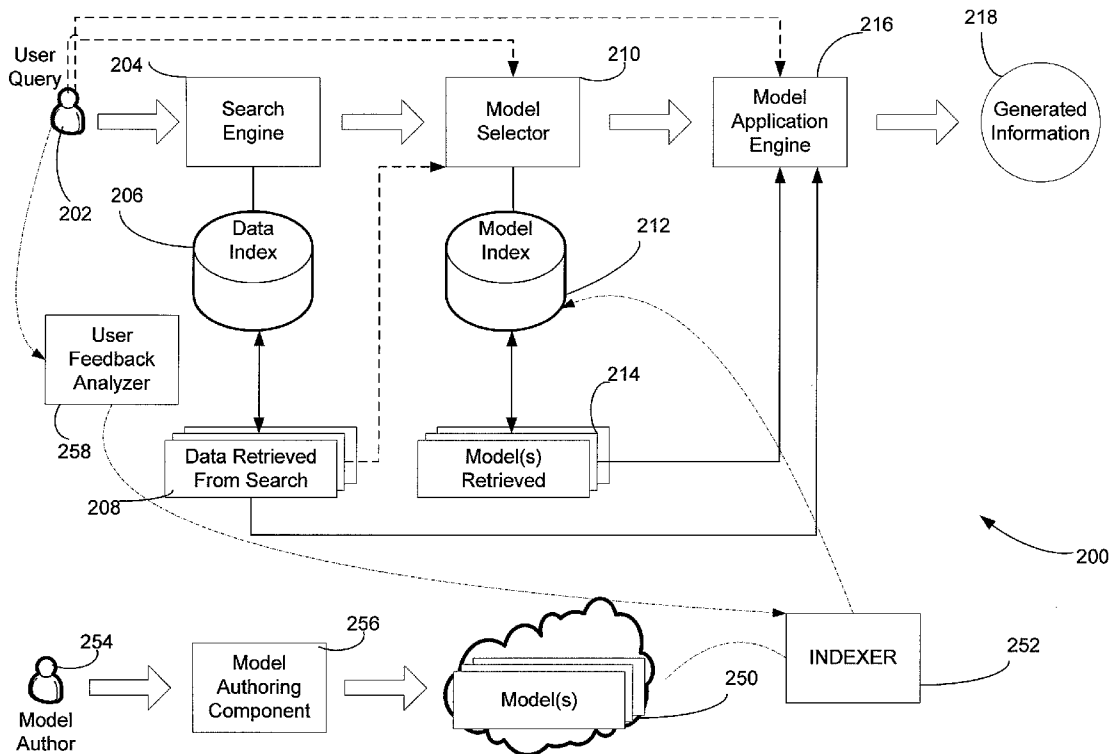 216
218
User
Query
204
210
Search
Engine
Model
Selector
Model
Application
Engine
Generated
Information
202
206
Data
Index
Model
Index
212
User
Feedback
Analyzer
214
258
Data Retrieved
From Search
Model(s)
Retrieved
208
200
254
256
Model
Authoring
Component
Model(s)
250
INDEXER
252
Model
Author